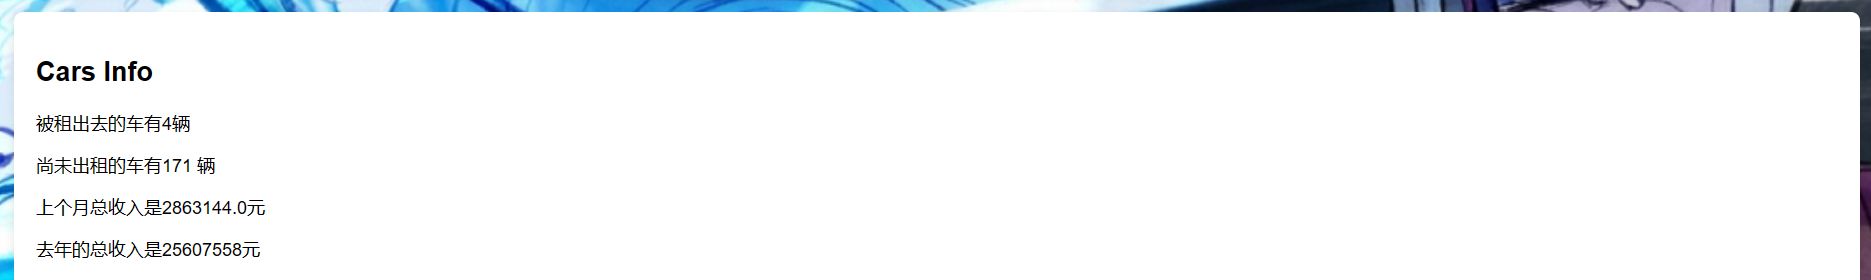 Cars Info
被租出去的车有4辆
尚未出租的车有171 辆
上个月总收入是2863144.0元
去年的总收入是25607558元